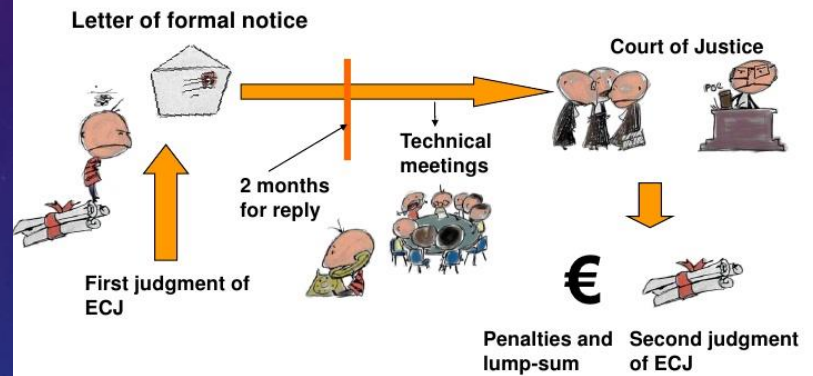 Letter of formal notice
Court of Justice
POC
Technical
meetings
2 months
for reply
First judgment of
ECJ
€
Penalties and
lump-sum
Second judgment
of ECJ